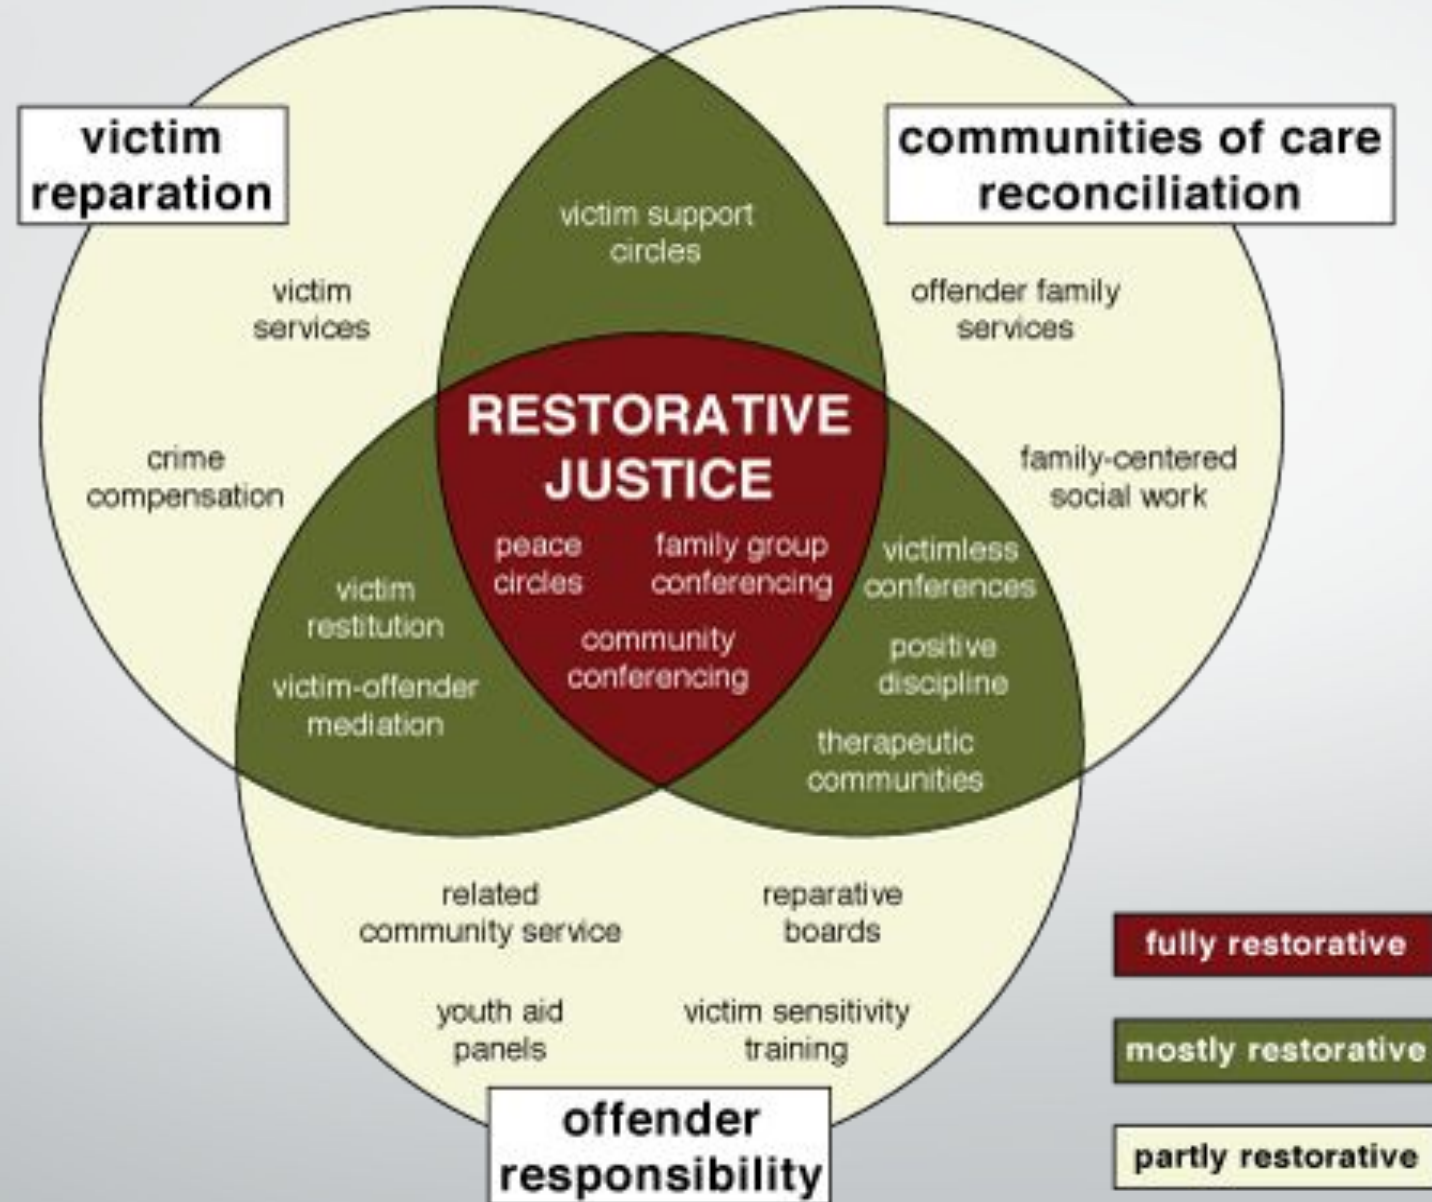 victim
reparation
communities of care
reconciliation
victim support
circles
victim
services
offender family
services
crime
compensation
family-centered
social work
RESTORATIVE
JUSTICE
peace
circles
family group
conferencing
community
conferencing
victim
restitution
victim-offender
mediation
victimless
conferences
positive
discipline
therapeutic
communities
related
community service
reparative
boards
youth aid
panels
victim sensitivity
training
offender
responsibility
fully restorative
mostly restorative
partly restorative